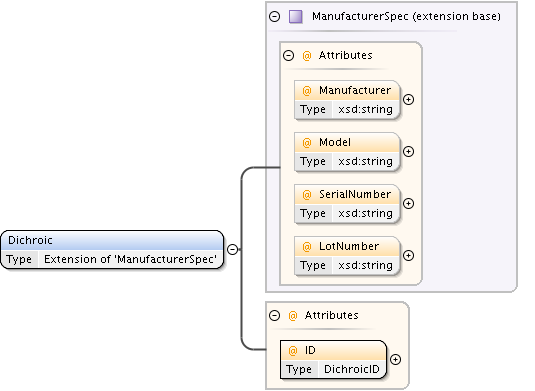 ManufacturerSpec (extension base)
@ Attributes
@ Manufacturer
Type xsd:string
@ Model
Type xsd:string
@ SerialNumber
Type xsd:string
@ LotNumber
Type xsd:string
Dichroic
Type Extension of 'ManufacturerSpec'
@ Attributes
@ ID
Type DichroicID